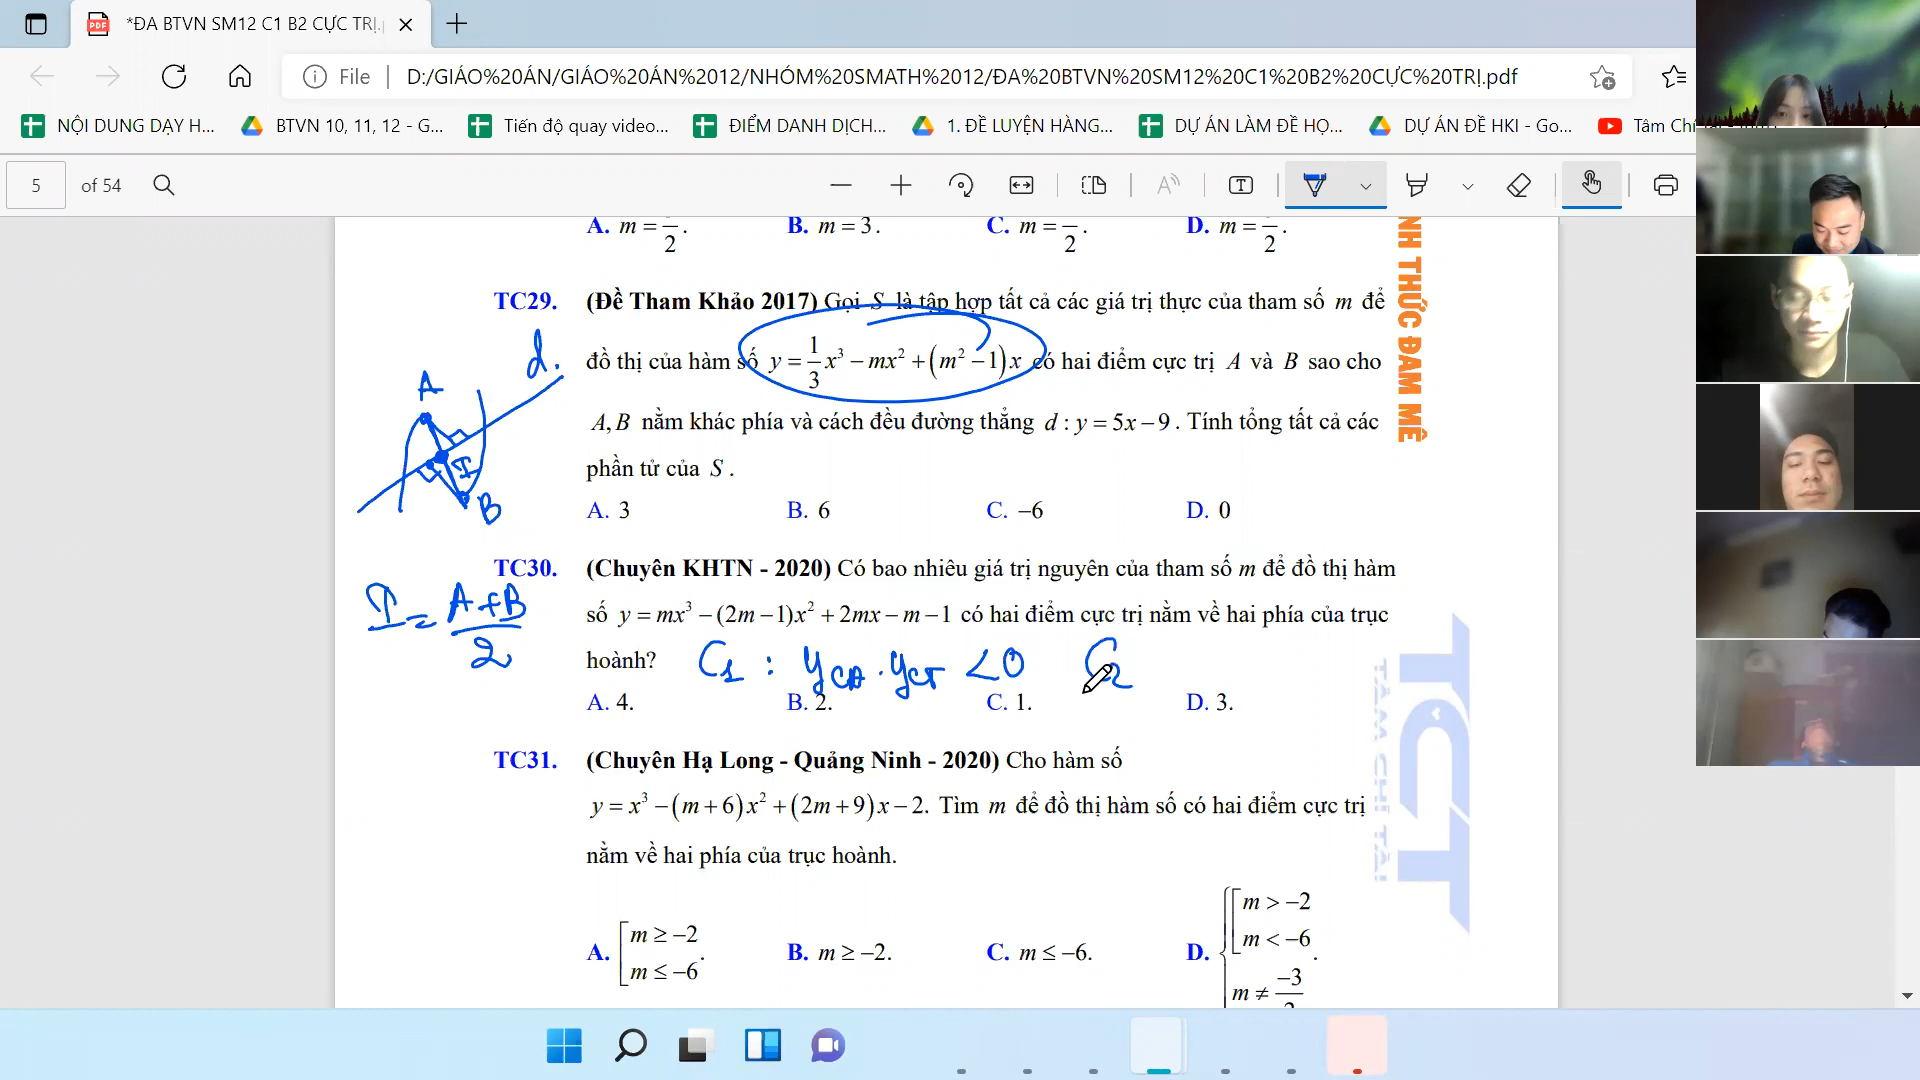 *ĐA BTVN SM12 C1 B2 CỰC TRỊ.
File
D:/GIÁO%20ÁN/GIÁO%20ÁN%2012/NHÓM%20SMATH%2012/ĐA%20BTVN%20SM12%20C1%20B2%20CỰC%20TRỊ.pdf
NỘI DUNG DẠY H...
BTVN 10, 11, 12 - G...
Tiến độ quay video...
ĐIỂM DANH DỊCH...
1. ĐỀ LUYỆN HÀNG...
DỰ ÁN LÀM ĐỀ HỌ...
DỰ ÁN ĐỀ HKI - Go...
5 of 54
A. m = —/2. B. m = 3. C. m = —/2. D. m = —/2.
NH THỨC ĐAM MÊ
TC29. (Đề Tham Khảo 2017) Gọi S là tập hợp tất cả các giá trị thực của tham số m để
đồ thị của hàm số y = 1/3 x³ − mx² + (m² − 1)x có hai điểm cực trị A và B sao cho
A, B nằm khác phía và cách đều đường thẳng d : y = 5x − 9. Tính tổng tất cả các
phần tử của S.
A. 3 B. 6 C. −6 D. 0
d.
A
I
B
TC30. (Chuyên KHTN - 2020) Có bao nhiêu giá trị nguyên của tham số m để đồ thị hàm
số y = mx³ − (2m − 1)x² + 2mx − m − 1 có hai điểm cực trị nằm về hai phía của trục
hoành?
I = A+B/2
C1 : yCĐ . yCT < 0 C2
A. 4. B. 2. C. 1. D. 3.
TC31. (Chuyên Hạ Long - Quảng Ninh - 2020) Cho hàm số
y = x³ − (m + 6)x² + (2m + 9)x − 2. Tìm m để đồ thị hàm số có hai điểm cực trị
nằm về hai phía của trục hoành.
A. [m ≥ −2
m ≤ −6. B. m ≥ −2. C. m ≤ −6. D. {[m > −2
m < −6
m ≠ −3/2.
TCT
TÂM CHÍ TÀI